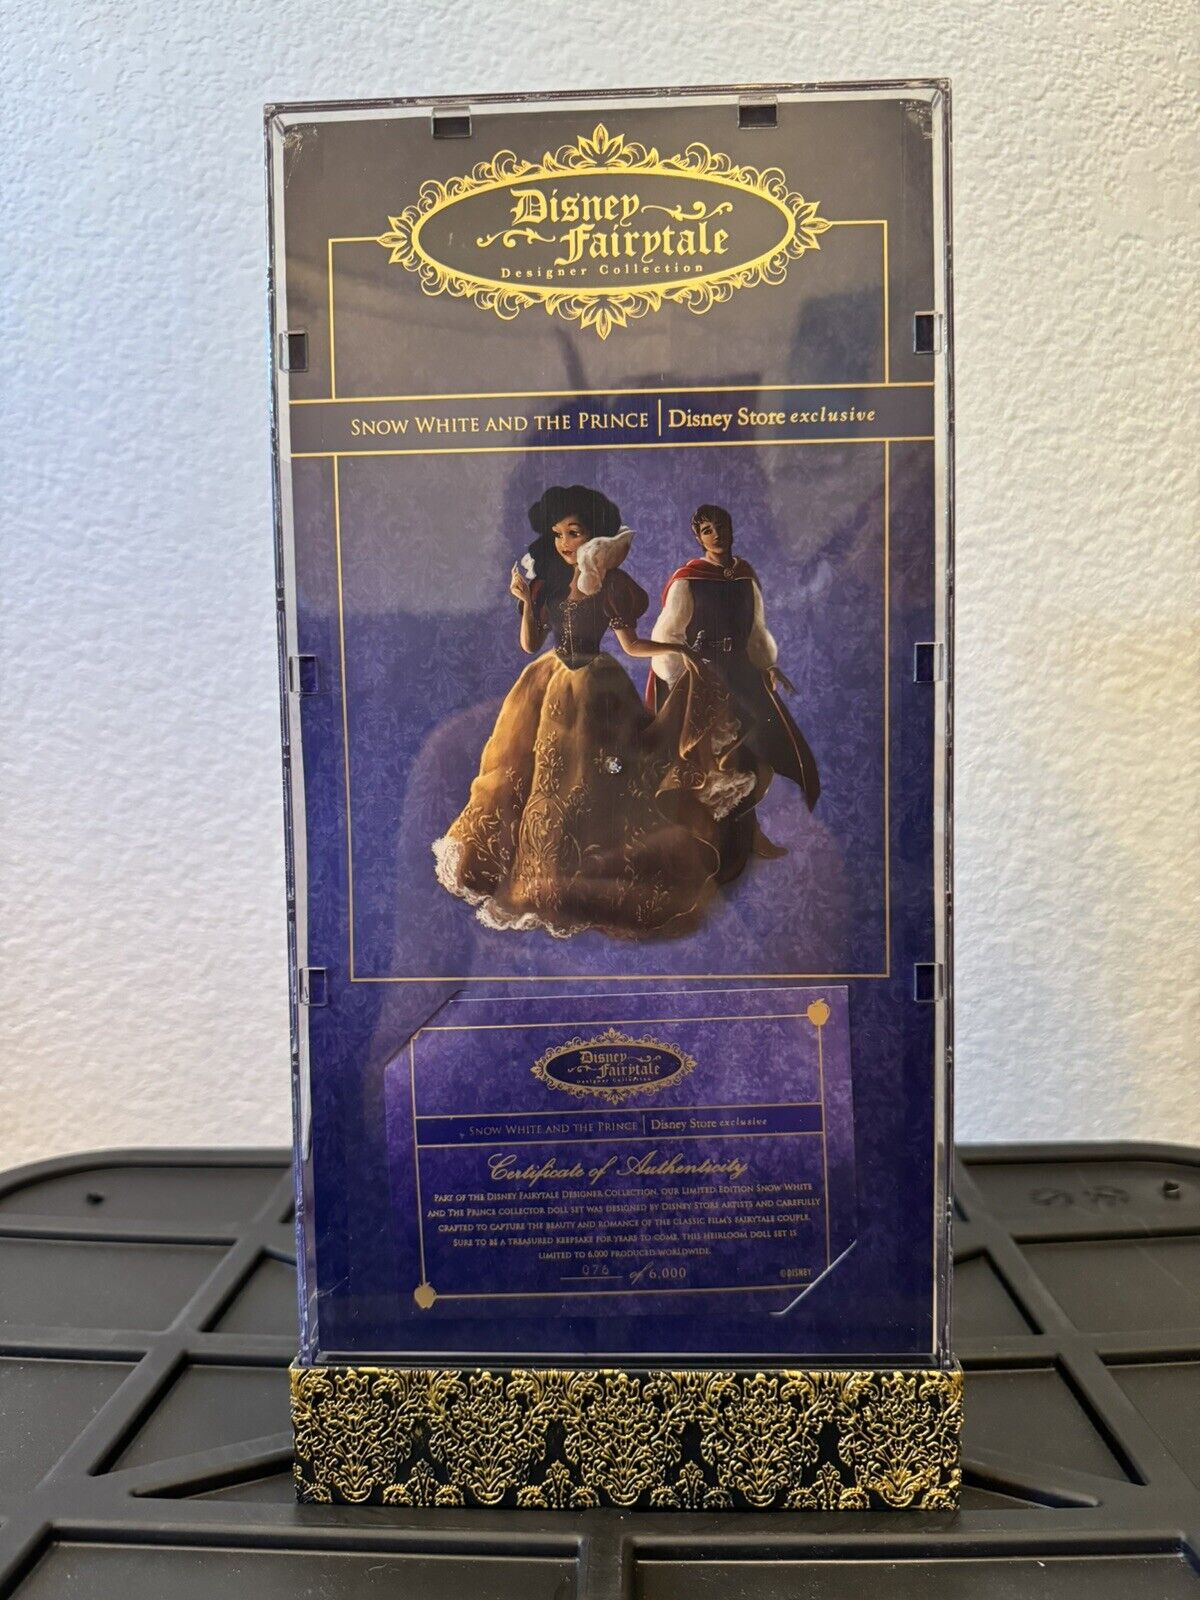 Disney
Fairytale
Designer Collection
SNOW WHITE AND THE PRINCE | Disney Store exclusive
Disney
Fairytale
Designer Collection
SNOW WHITE AND THE PRINCE | Disney Store exclusive
Certificate of Authenticity
PART OF THE DISNEY FAIRYTALE DESIGNER COLLECTION, OUR LIMITED EDITION SNOW WHITE
AND THE PRINCE COLLECTOR DOLL SET WAS DESIGNED BY DISNEY STORE ARTISTS AND CAREFULLY
CRAFTED TO CAPTURE THE BEAUTY AND ROMANCE OF THE CLASSIC FILM'S FAIRYTALE COUPLE.
SURE TO BE A TREASURED KEEPSAKE FOR YEARS TO COME, THIS HEIRLOOM DOLL SET IS
LIMITED TO 6,000 PRODUCED WORLDWIDE.
076 of 6,000
©DISNEY